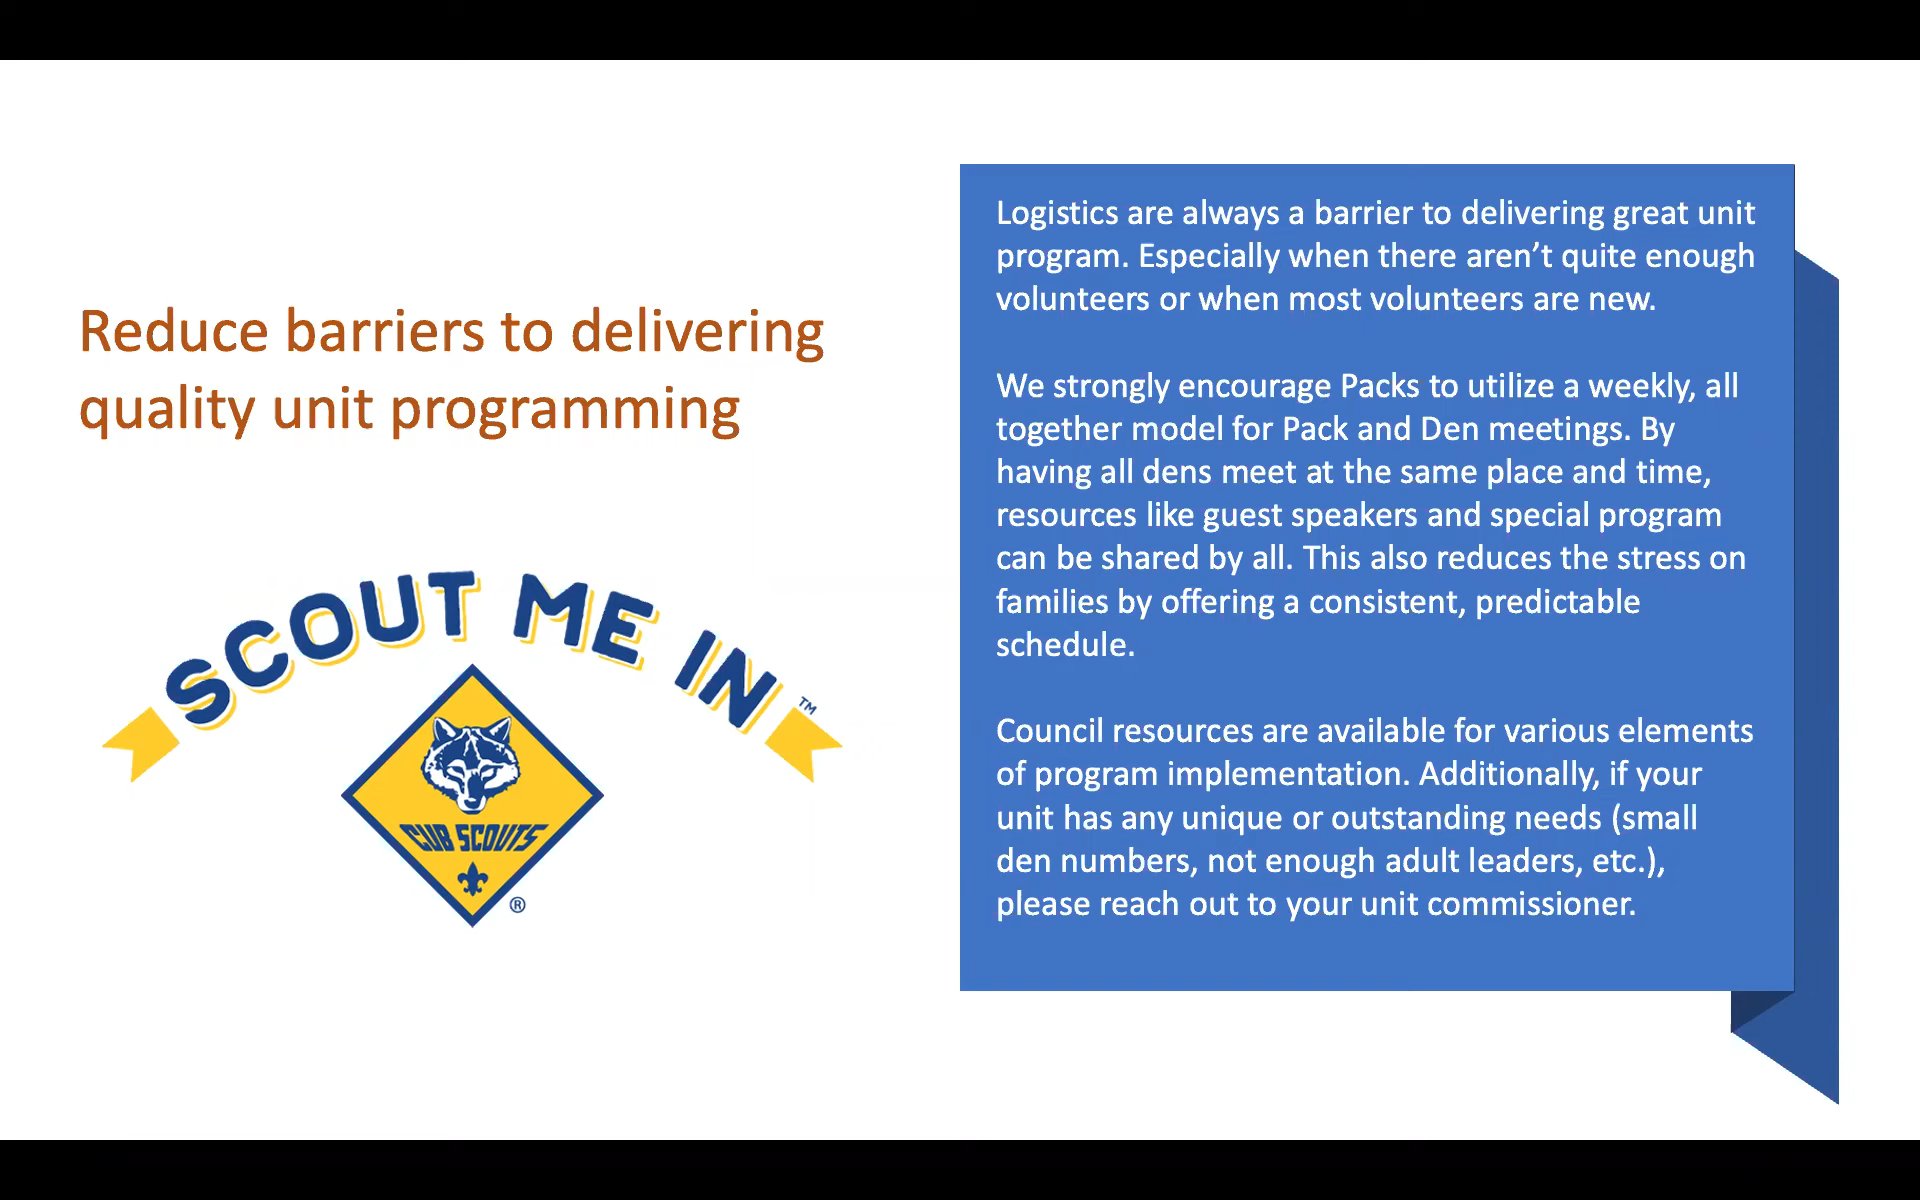 Reduce barriers to delivering
quality unit programming
SCOUT ME IN™
CUB SCOUTS
®
Logistics are always a barrier to delivering great unit
program. Especially when there aren’t quite enough
volunteers or when most volunteers are new.
We strongly encourage Packs to utilize a weekly, all
together model for Pack and Den meetings. By
having all dens meet at the same place and time,
resources like guest speakers and special program
can be shared by all. This also reduces the stress on
families by offering a consistent, predictable
schedule.
Council resources are available for various elements
of program implementation. Additionally, if your
unit has any unique or outstanding needs (small
den numbers, not enough adult leaders, etc.),
please reach out to your unit commissioner.